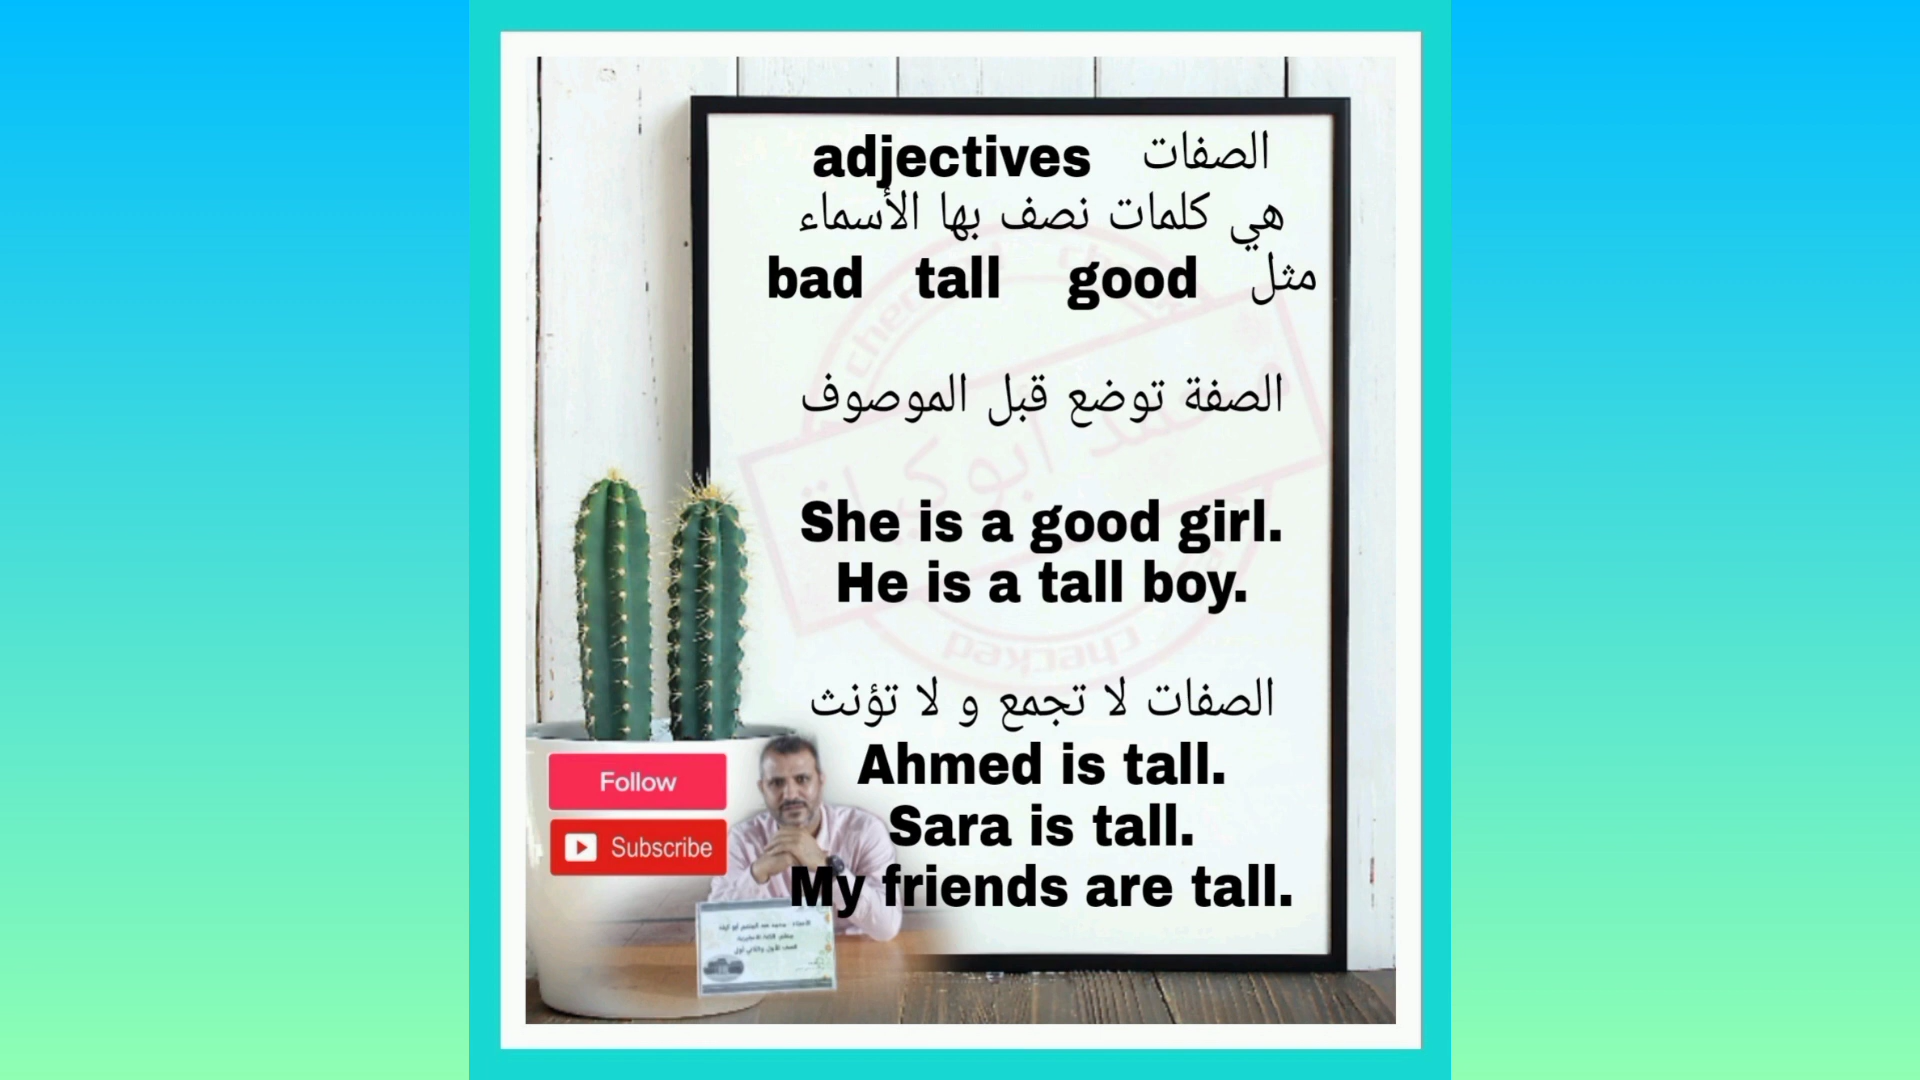 adjectives الصفات
هي كلمات نصف بها الأسماء
مثل good tall bad
الصفة توضع قبل الموصوف
She is a good girl.
He is a tall boy.
الصفات لا تجمع و لا تؤنث
Ahmed is tall.
Sara is tall.
My friends are tall.
Follow
Subscribe
checked